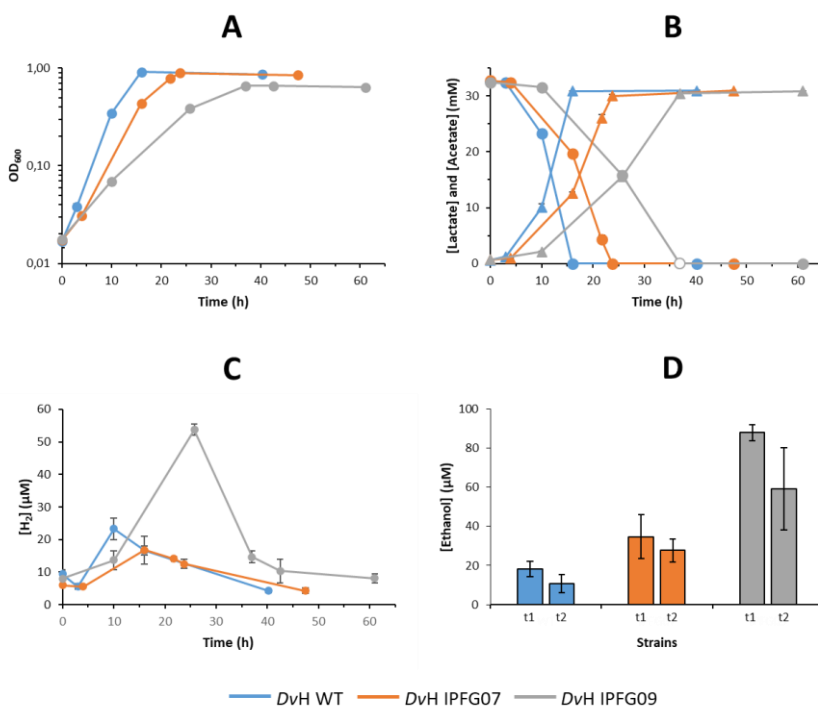 A
1,00
0,10
0,01
OD600
0 10 20 30 40 50 60
Time (h)
B
30
20
10
0
[Lactate] and [Acetate] (mM)
0 10 20 30 40 50 60
Time (h)
C
60
50
40
30
20
10
0
[H2] (µM)
0 10 20 30 40 50 60
Time (h)
D
100
80
60
40
20
0
[Ethanol] (µM)
t1 t2 t1 t2 t1 t2
Strains
DvH WT DvH IPFG07 DvH IPFG09